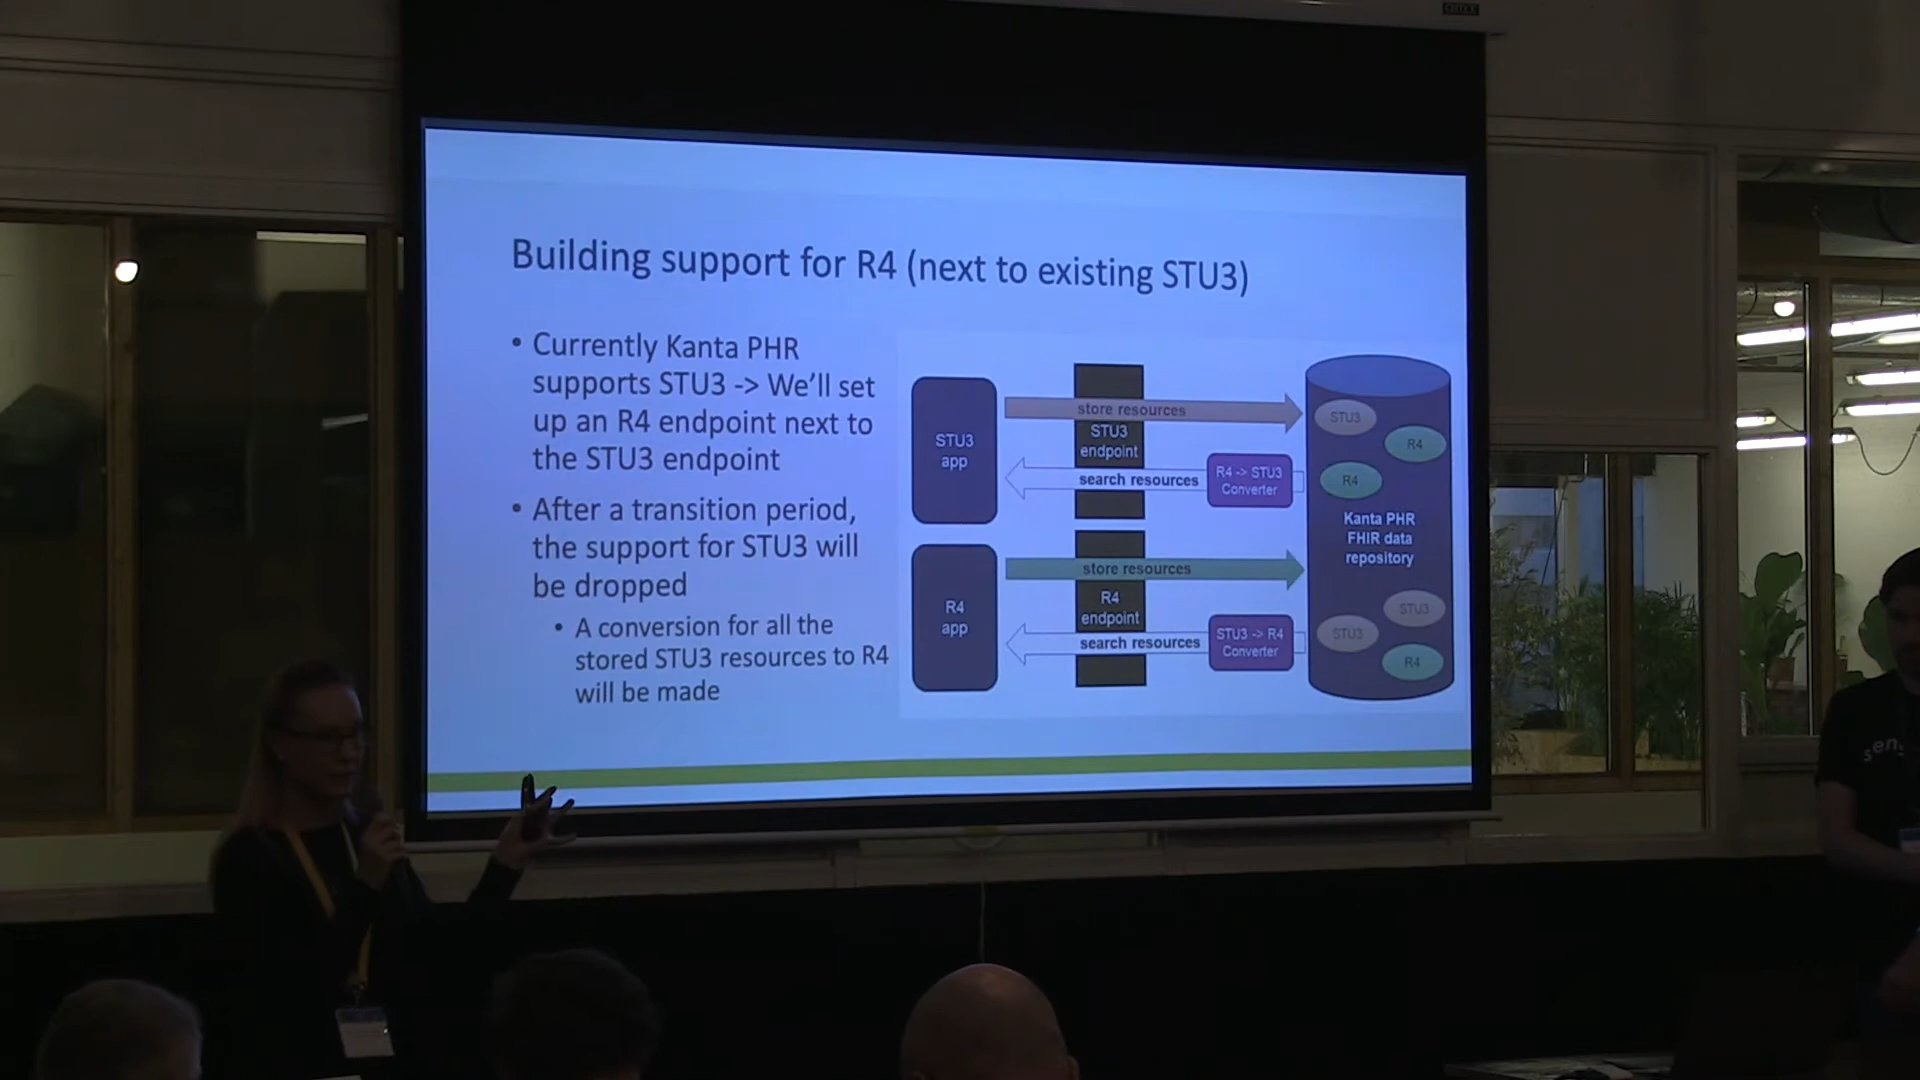 Building support for R4 (next to existing STU3)
• Currently Kanta PHR
supports STU3 -> We'll set
up an R4 endpoint next to
the STU3 endpoint
• After a transition period,
the support for STU3 will
be dropped
• A conversion for all the
stored STU3 resources to R4
will be made
STU3
app
store resources
STU3
endpoint
search resources
R4 -> STU3
Converter
R4
app
store resources
R4
endpoint
search resources
STU3 -> R4
Converter
STU3
R4
R4
Kanta PHR
FHIR data
repository
STU3
STU3
R4